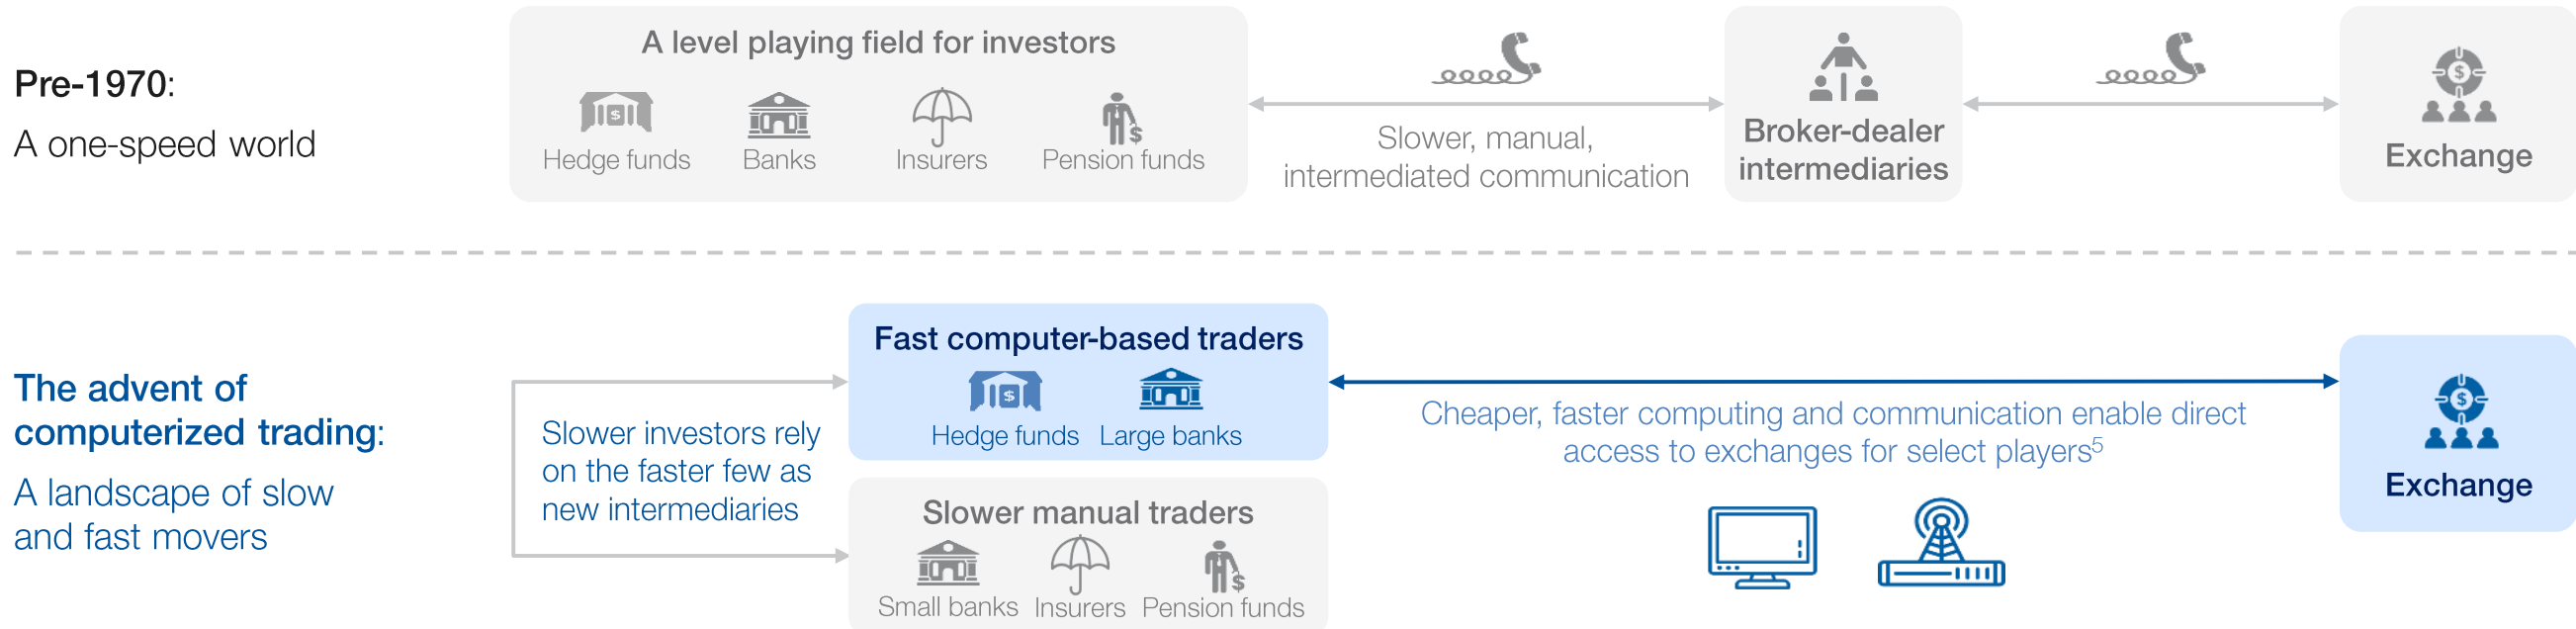 Pre-1970:
A one-speed world
A level playing field for investors
Hedge funds
Banks
Insurers
Pension funds
Slower, manual,
intermediated communication
Broker-dealer
intermediaries
Exchange
The advent of
computerized trading:
A landscape of slow
and fast movers
Slower investors rely
on the faster few as
new intermediaries
Fast computer-based traders
Hedge funds
Large banks
Slower manual traders
Small banks
Insurers
Pension funds
Cheaper, faster computing and communication enable direct
access to exchanges for select players⁵
Exchange